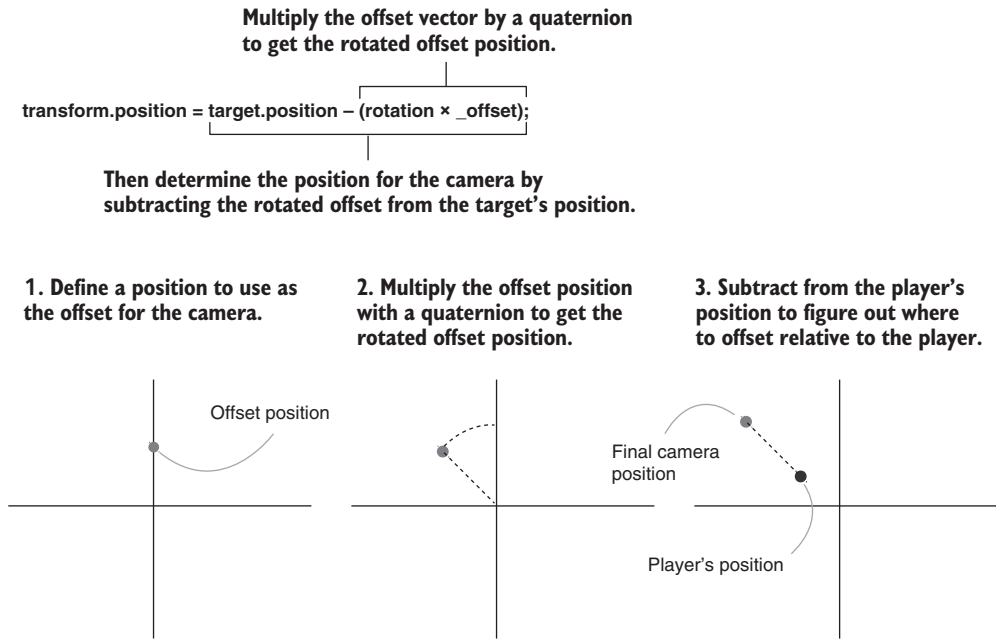 Multiply the offset vector by a quaternion
to get the rotated offset position.
transform.position = target.position – (rotation × _offset);
Then determine the position for the camera by
subtracting the rotated offset from the target's position.
1. Define a position to use as
the offset for the camera.
2. Multiply the offset position
with a quaternion to get the
rotated offset position.
3. Subtract from the player's
position to figure out where
to offset relative to the player.
Offset position
Final camera
position
Player's position